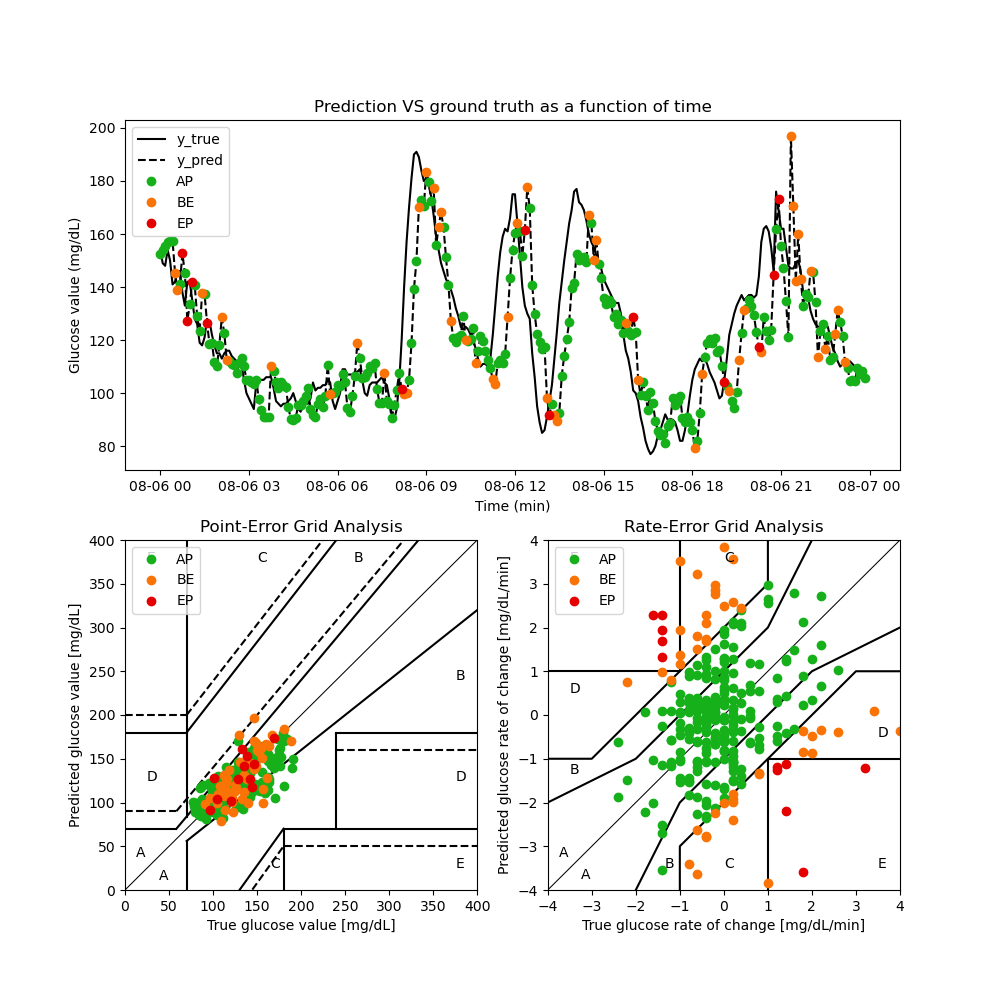 Prediction VS ground truth as a function of time
Glucose value (mg/dL)
200
180
160
140
120
100
80
y_true
y_pred
AP
BE
EP
08-06 00 08-06 03 08-06 06 08-06 09 08-06 12 08-06 15 08-06 18 08-06 21 08-07 00
Time (min)
Point-Error Grid Analysis
Predicted glucose value [mg/dL]
400
350
300
250
200
150
100
50
0
AP
BE
EP
C
B
B
D
D
A
A
C
E
0 50 100 150 200 250 300 350 400
True glucose value [mg/dL]
Rate-Error Grid Analysis
Predicted glucose rate of change [mg/dL/min]
4
3
2
1
0
−1
−2
−3
−4
AP
BE
EP
C
D
D
B
A
A
B
C
E
−4 −3 −2 −1 0 1 2 3 4
True glucose rate of change [mg/dL/min]